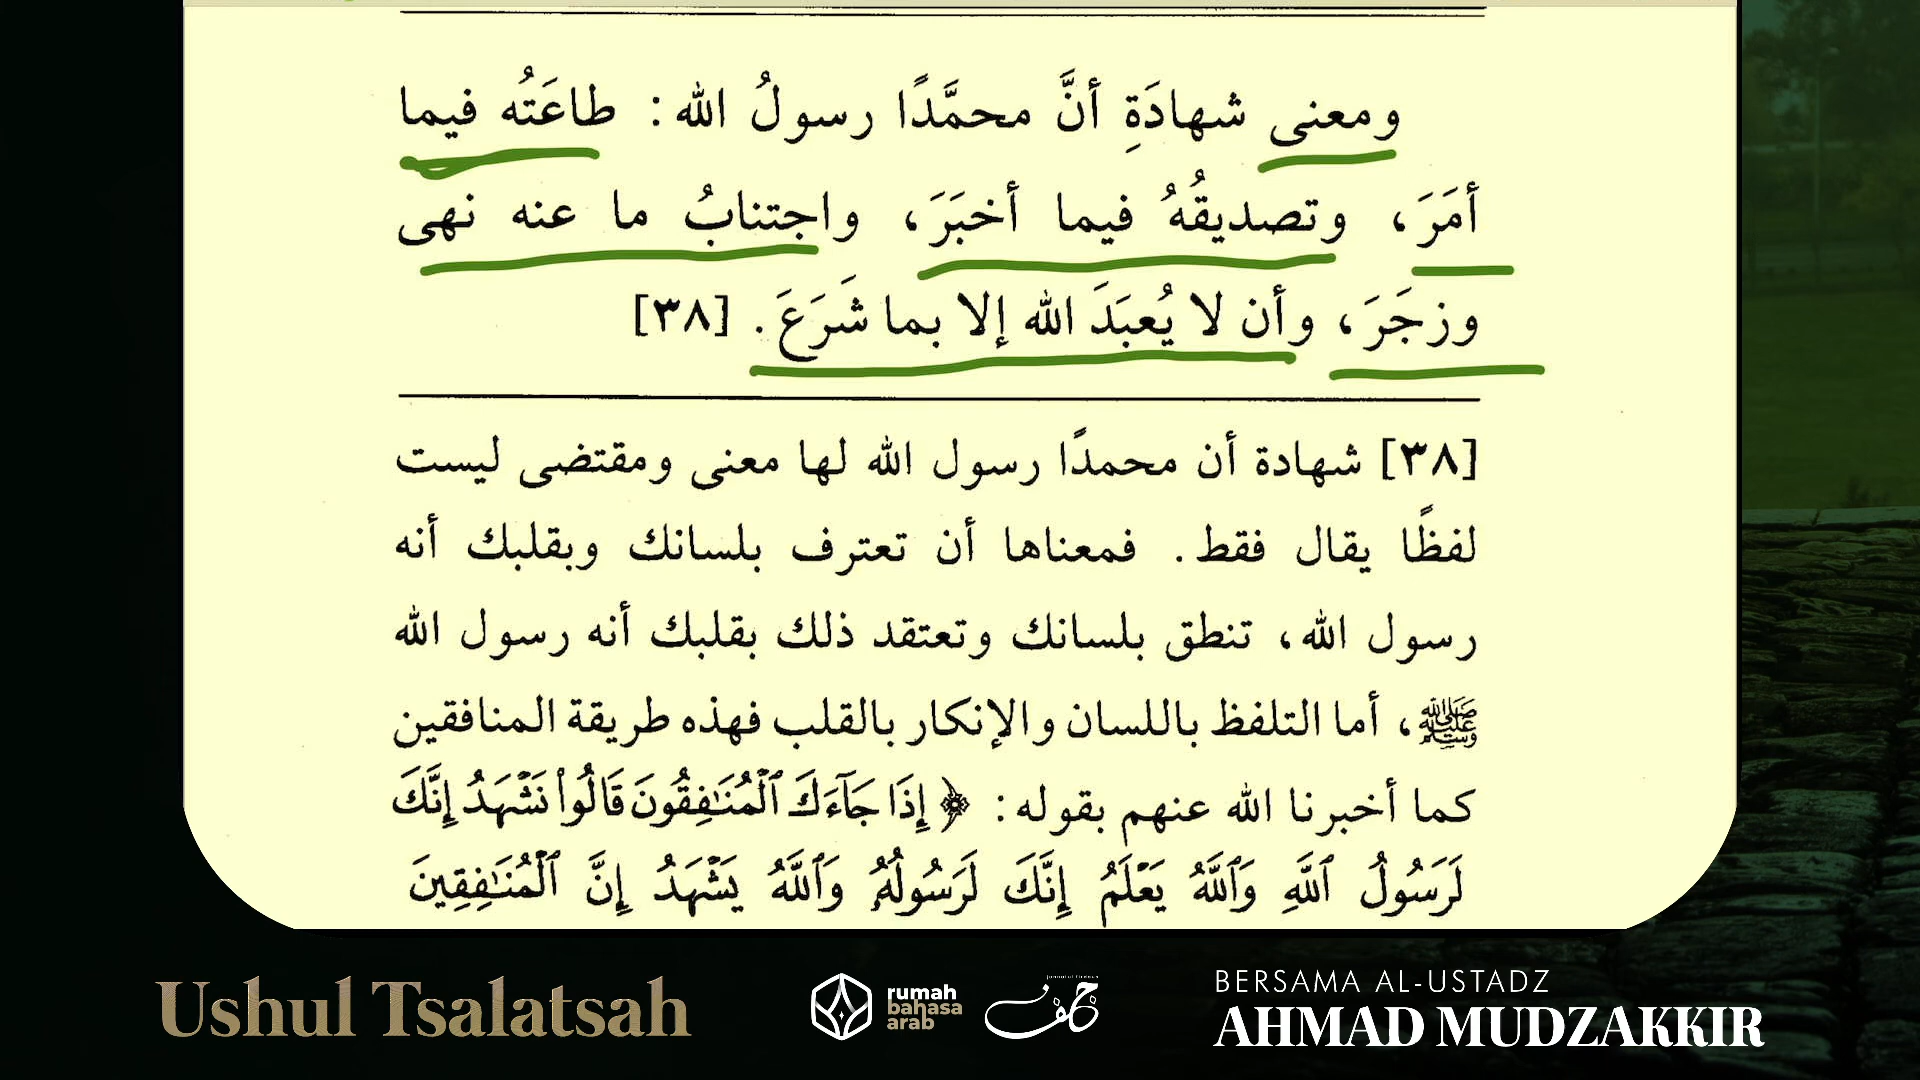 ومعنى شهادَةِ أنَّ محمَّدًا رسولُ الله : طاعَتُه فيما
أمَرَ، وتصديقُهُ فيما أخبَرَ، واجتنابُ ما عنه نهى
وزجَرَ، وأن لا يُعبَدَ الله إلا بما شَرَعَ. [٣٨]
[٣٨] شهادة أن محمدًا رسول الله لها معنى ومقتضى ليست
لفظًا يقال فقط. فمعناها أن تعترف بلسانك وبقلبك أنه
رسول الله، تنطق بلسانك وتعتقد ذلك بقلبك أنه رسول الله
ﷺ، أما التلفظ باللسان والإنكار بالقلب فهذه طريقة المنافقين
كما أخبرنا الله عنهم بقوله: ﴿إِذَا جَآءَكَ ٱلْمُنَـٰفِقُونَ قَالُوا۟ نَشْهَدُ إِنَّكَ
لَرَسُولُ ٱللَّهِ وَٱللَّهُ يَعْلَمُ إِنَّكَ لَرَسُولُهُۥ وَٱللَّهُ يَشْهَدُ إِنَّ ٱلْمُنَـٰفِقِينَ
Ushul Tsalatsah
rumah
bahasa
arab
BERSAMA AL-USTADZ
AHMAD MUDZAKKIR